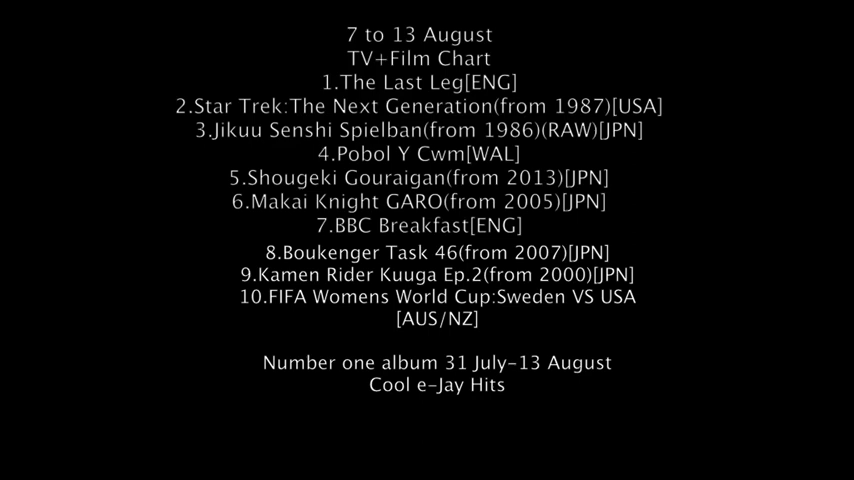 7 to 13 August
TV+Film Chart
1.The Last Leg[ENG]
2.Star Trek:The Next Generation(from 1987)[USA]
3.Jikuu Senshi Spielban(from 1986)(RAW)[JPN]
4.Pobol Y Cwm[WAL]
5.Shougeki Gouraigan(from 2013)[JPN]
6.Makai Knight GARO(from 2005)[JPN]
7.BBC Breakfast[ENG]
8.Boukenger Task 46(from 2007)[JPN]
9.Kamen Rider Kuuga Ep.2(from 2000)[JPN]
10.FIFA Womens World Cup:Sweden VS USA
[AUS/NZ]
Number one album 31 July-13 August
Cool e-Jay Hits